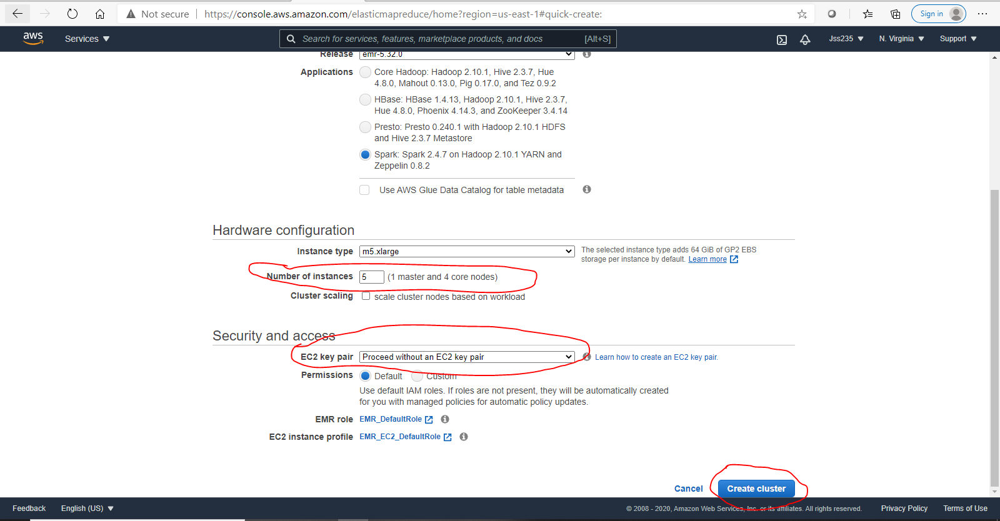 Not secure | https://console.aws.amazon.com/elasticmapreduce/home?region=us-east-1#quick-create:
Sign in
aws
Services
Search for services, features, marketplace products, and docs [Alt+S]
Jss235
N. Virginia
Support
Release emr-5.32.0
Applications
Core Hadoop: Hadoop 2.10.1, Hive 2.3.7, Hue
4.8.0, Mahout 0.13.0, Pig 0.17.0, and Tez 0.9.2
HBase: HBase 1.4.13, Hadoop 2.10.1, Hive 2.3.7,
Hue 4.8.0, Phoenix 4.14.3, and ZooKeeper 3.4.14
Presto: Presto 0.240.1 with Hadoop 2.10.1 HDFS
and Hive 2.3.7 Metastore
Spark: Spark 2.4.7 on Hadoop 2.10.1 YARN and
Zeppelin 0.8.2
Use AWS Glue Data Catalog for table metadata
Hardware configuration
Instance type m5.xlarge
The selected instance type adds 64 GiB of GP2 EBS
storage per instance by default. Learn more
Number of instances 5 (1 master and 4 core nodes)
Cluster scaling scale cluster nodes based on workload
Security and access
EC2 key pair Proceed without an EC2 key pair Learn how to create an EC2 key pair.
Permissions Default Custom
Use default IAM roles. If roles are not present, they will be automatically created
for you with managed policies for automatic policy updates.
EMR role EMR_DefaultRole
EC2 instance profile EMR_EC2_DefaultRole
Cancel Create cluster
Feedback English (US) © 2008 - 2020, Amazon Web Services, Inc. or its affiliates. All rights reserved. Privacy Policy Terms of Use